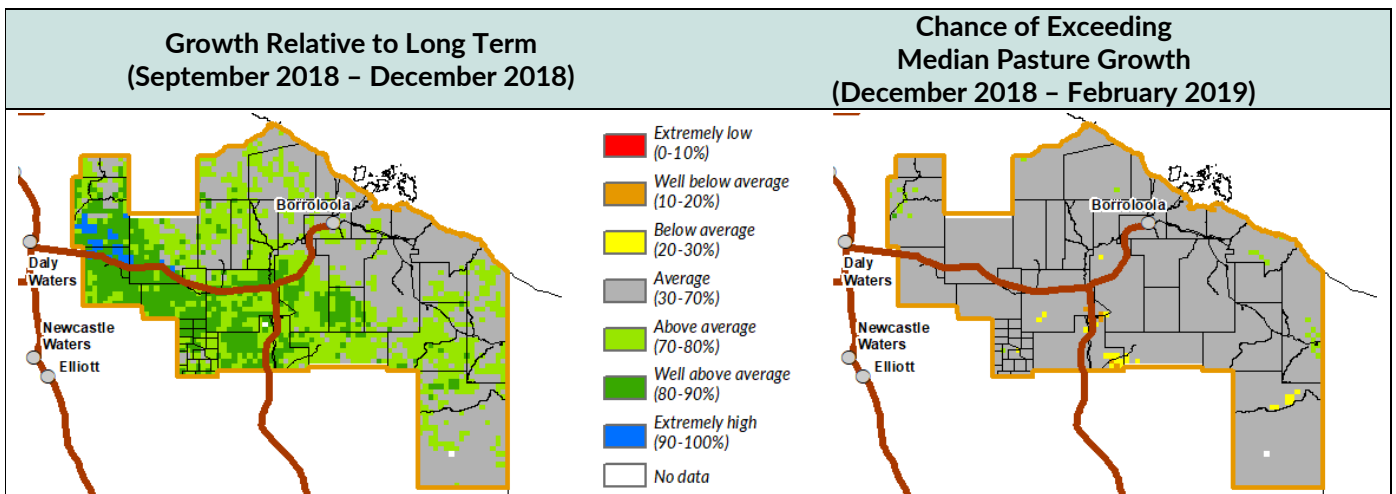 Growth Relative to Long Term
(September 2018 – December 2018)
Chance of Exceeding
Median Pasture Growth
(December 2018 – February 2019)
Borroloola
Daly
Waters
Newcastle
Waters
Elliott
Extremely low
(0-10%)
Well below average
(10-20%)
Below average
(20-30%)
Average
(30-70%)
Above average
(70-80%)
Well above average
(80-90%)
Extremely high
(90-100%)
No data
Borroloola
Daly
Waters
Newcastle
Waters
Elliott